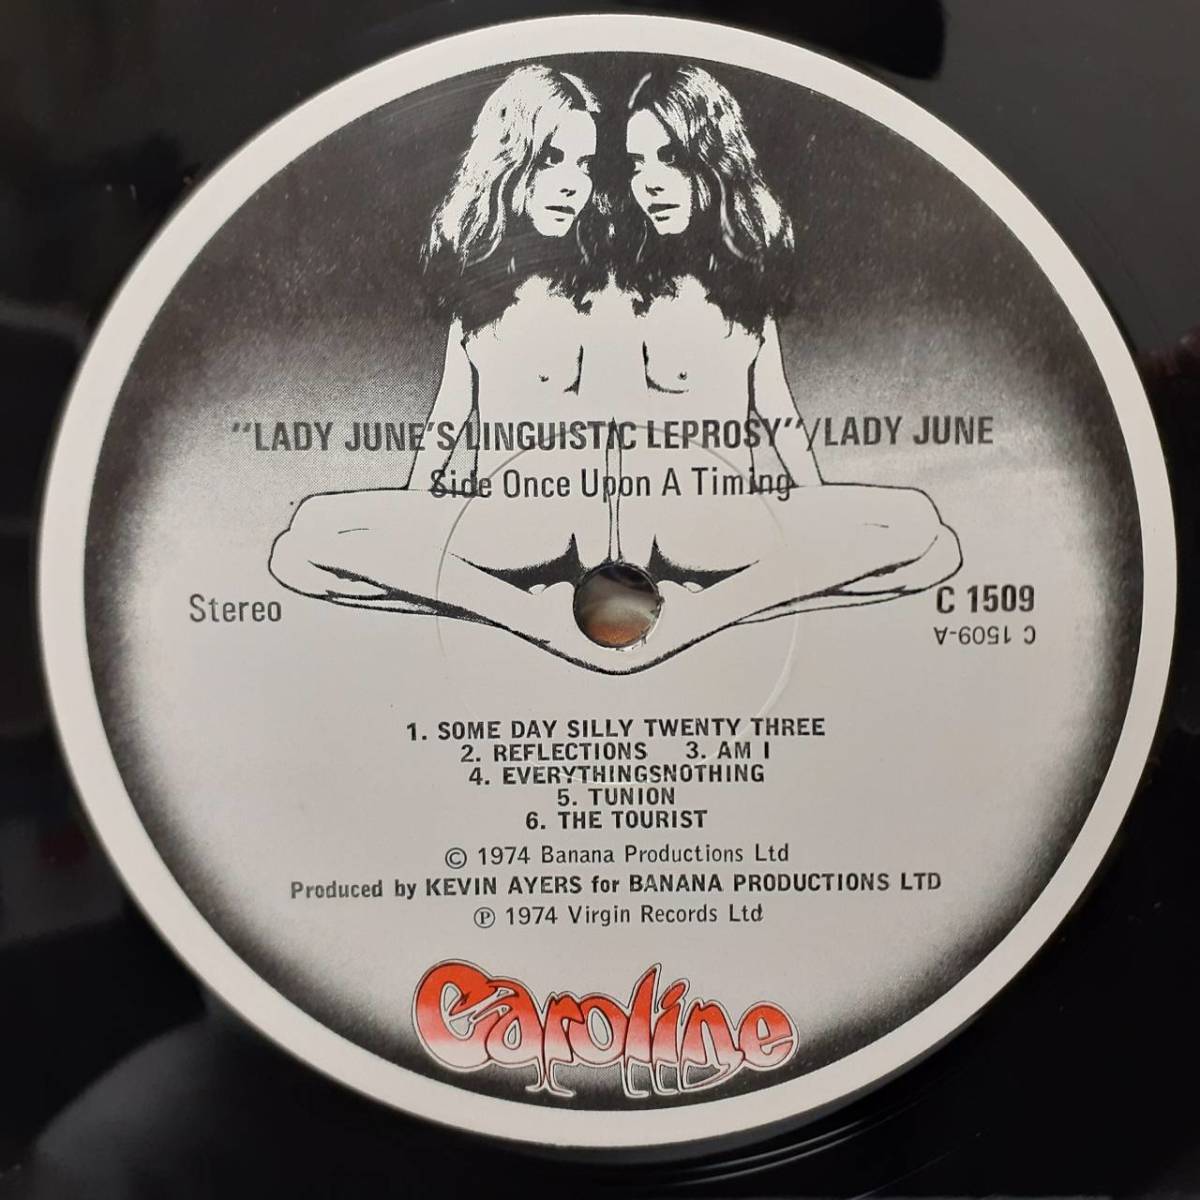 "LADY JUNE'S LINGUISTIC LEPROSY"/LADY JUNE
Side Once Upon A Timing
Stereo
C 1509
C 1509-A
1. SOME DAY SILLY TWENTY THREE
2. REFLECTIONS 3. AM I
4. EVERYTHINGSNOTHING
5. TUNION
6. THE TOURIST
© 1974 Banana Productions Ltd
Produced by KEVIN AYERS for BANANA PRODUCTIONS LTD
℗ 1974 Virgin Records Ltd
Caroline